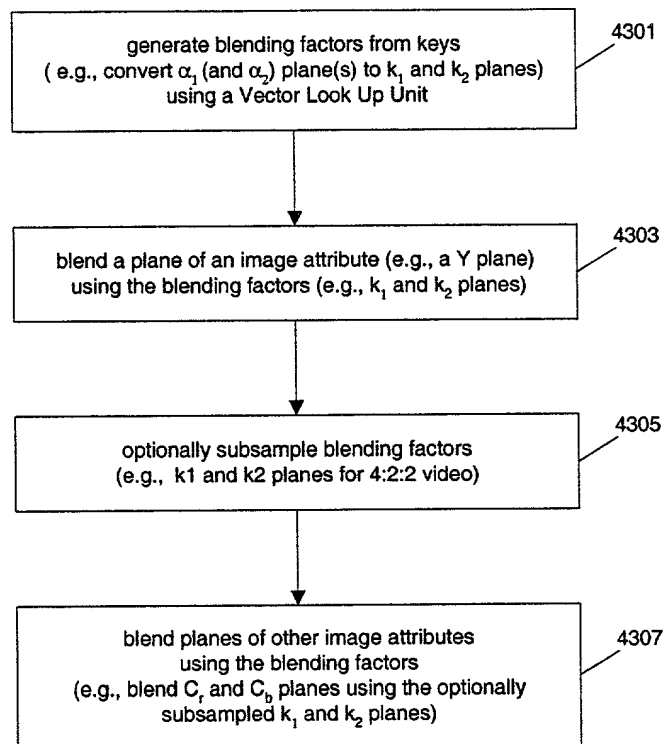 generate blending factors from keys
( e.g., convert α₁ (and α₂) plane(s) to k₁ and k₂ planes)
using a Vector Look Up Unit
4301
blend a plane of an image attribute (e.g., a Y plane)
using the blending factors (e.g., k₁ and k₂ planes)
4303
optionally subsample blending factors
(e.g., k1 and k2 planes for 4:2:2 video)
4305
blend planes of other image attributes
using the blending factors
(e.g., blend Cᵣ and C_b planes using the optionally
subsampled k₁ and k₂ planes)
4307